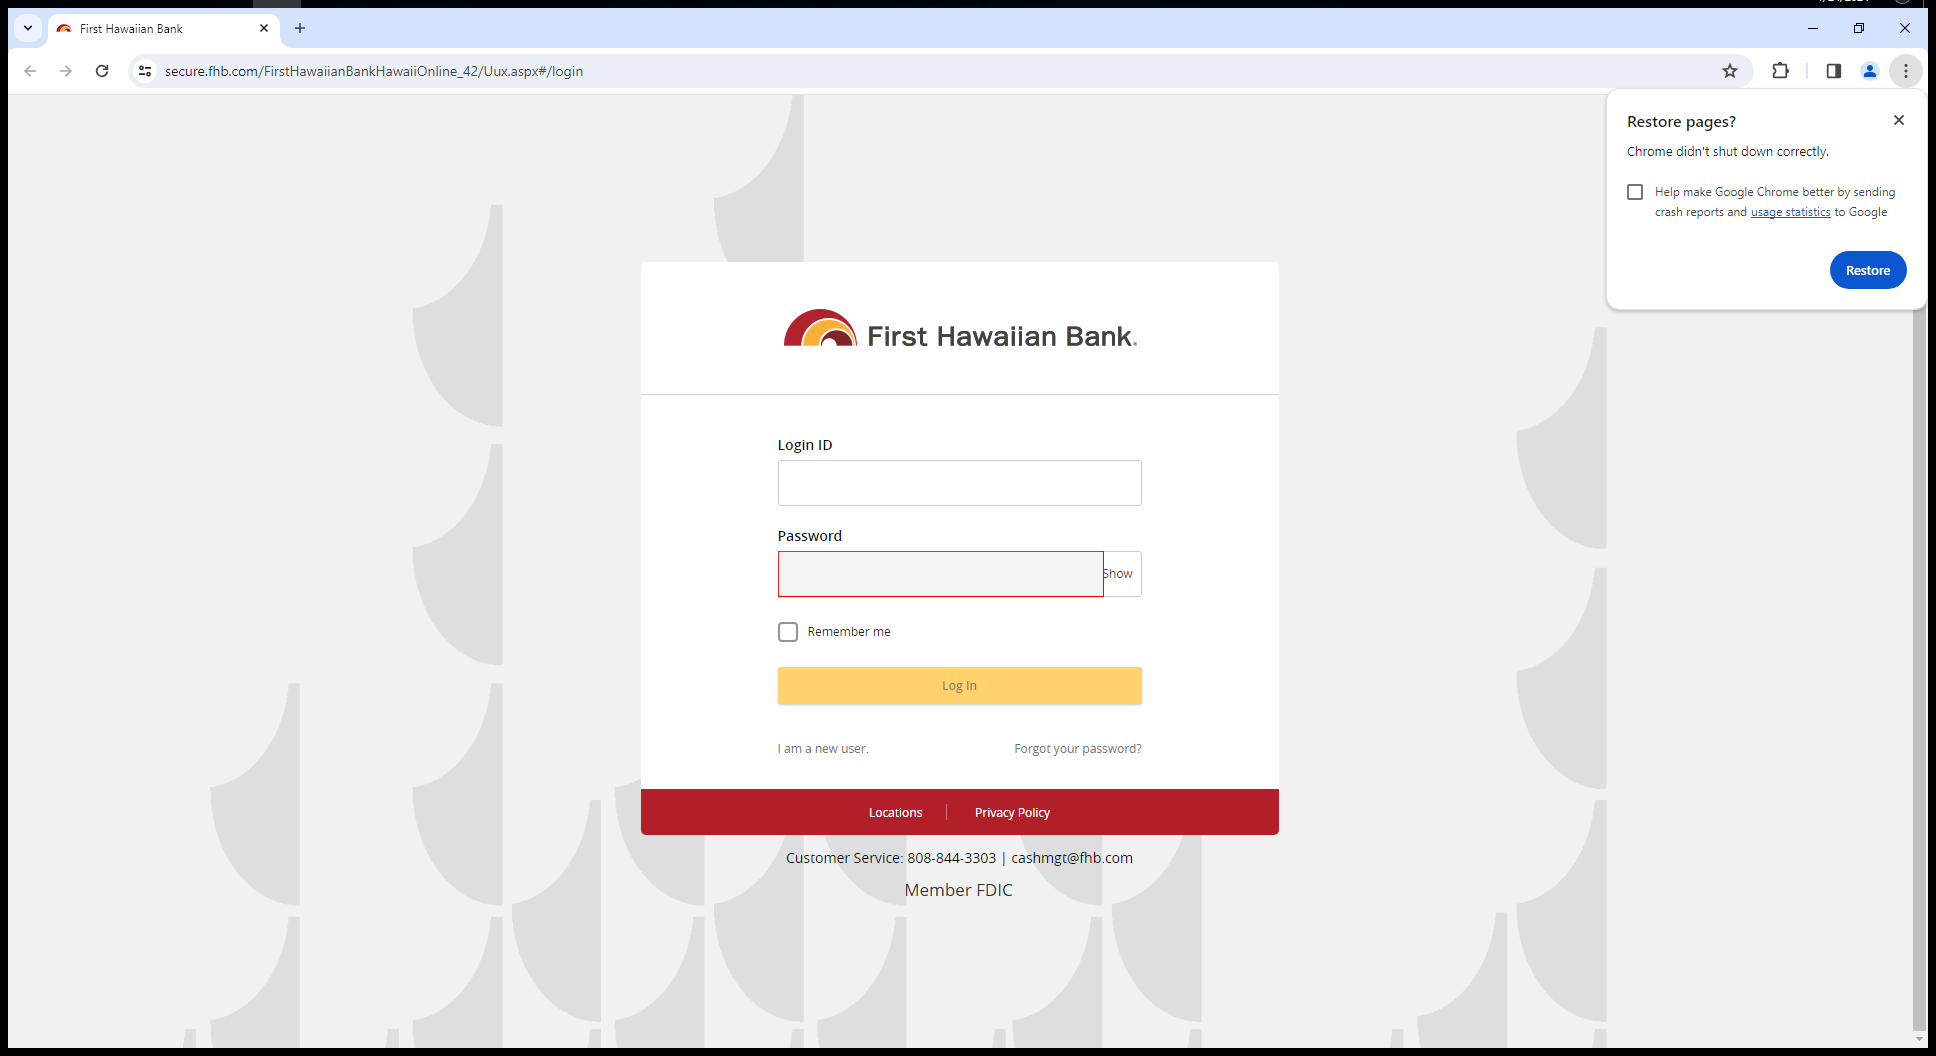 First Hawaiian Bank
secure.fhb.com/FirstHawaiianBankHawaiiOnline_42/Uux.aspx#/login
Restore pages?
Chrome didn't shut down correctly.
Help make Google Chrome better by sending
crash reports and usage statistics to Google
Restore
First Hawaiian Bank
Login ID
Password
Show
Remember me
Log In
I am a new user.
Forgot your password?
Locations
Privacy Policy
Customer Service: 808-844-3303 | cashmgt@fhb.com
Member FDIC